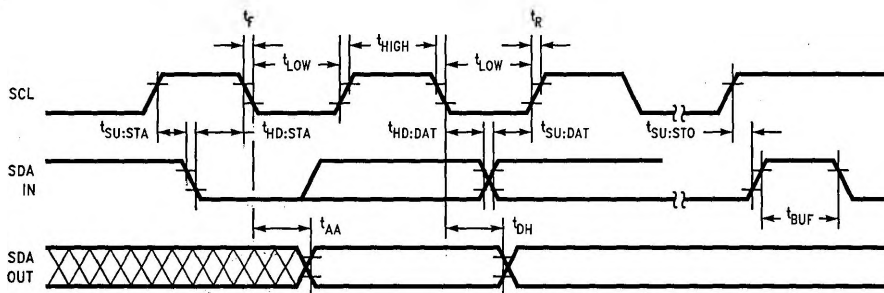 tF
tR
tHIGH
tLOW
tLOW
SCL
tSU:STA
tHD:STA
tHD:DAT
tSU:DAT
tSU:STO
SDA
IN
tBUF
tAA
tDH
SDA
OUT